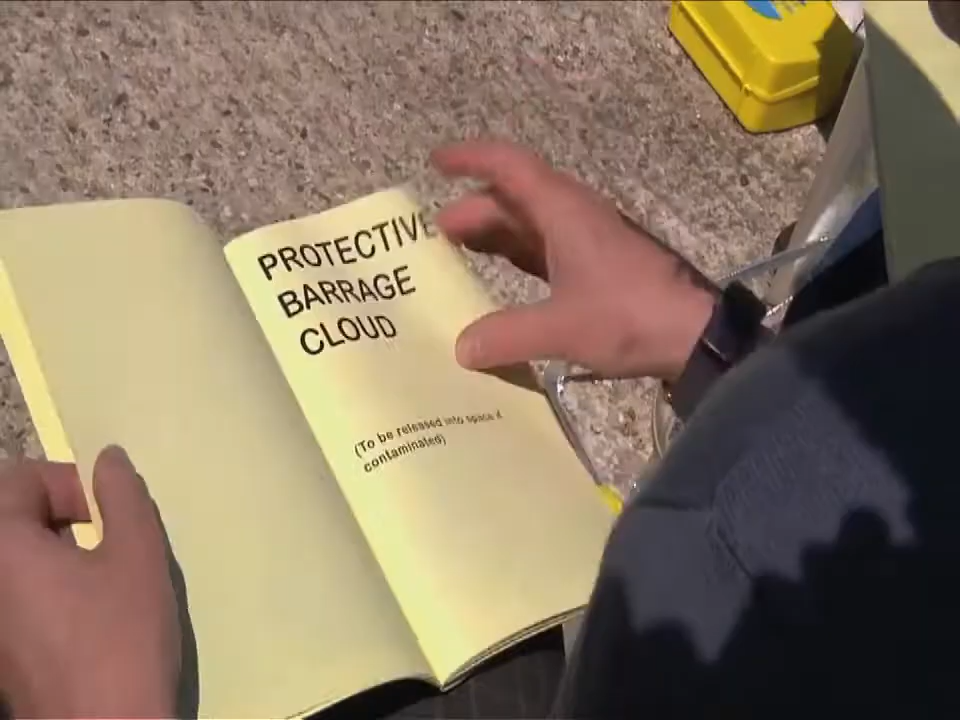 PROTECTIVE
BARRAGE
CLOUD
(To be released into space if
contaminated)